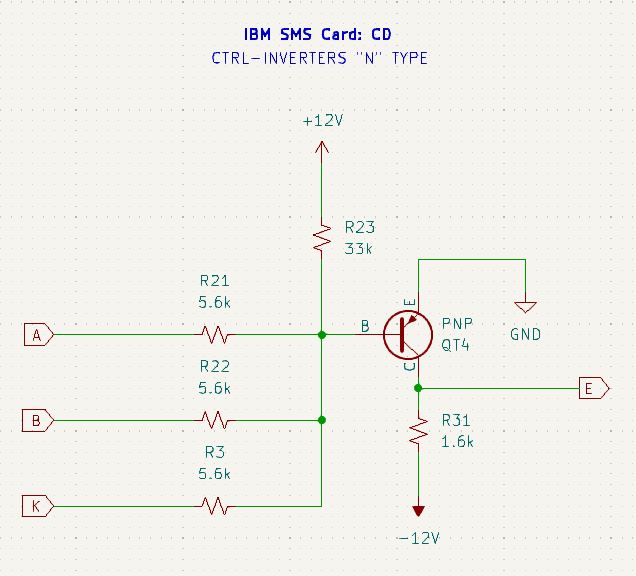 IBM SMS Card: CD
CTRL-INVERTERS "N" TYPE
+12V
R23
33k
R21
5.6k
A
B
E
C
PNP
QT4
GND
R22
5.6k
B
E
R31
1.6k
R3
5.6k
K
-12V